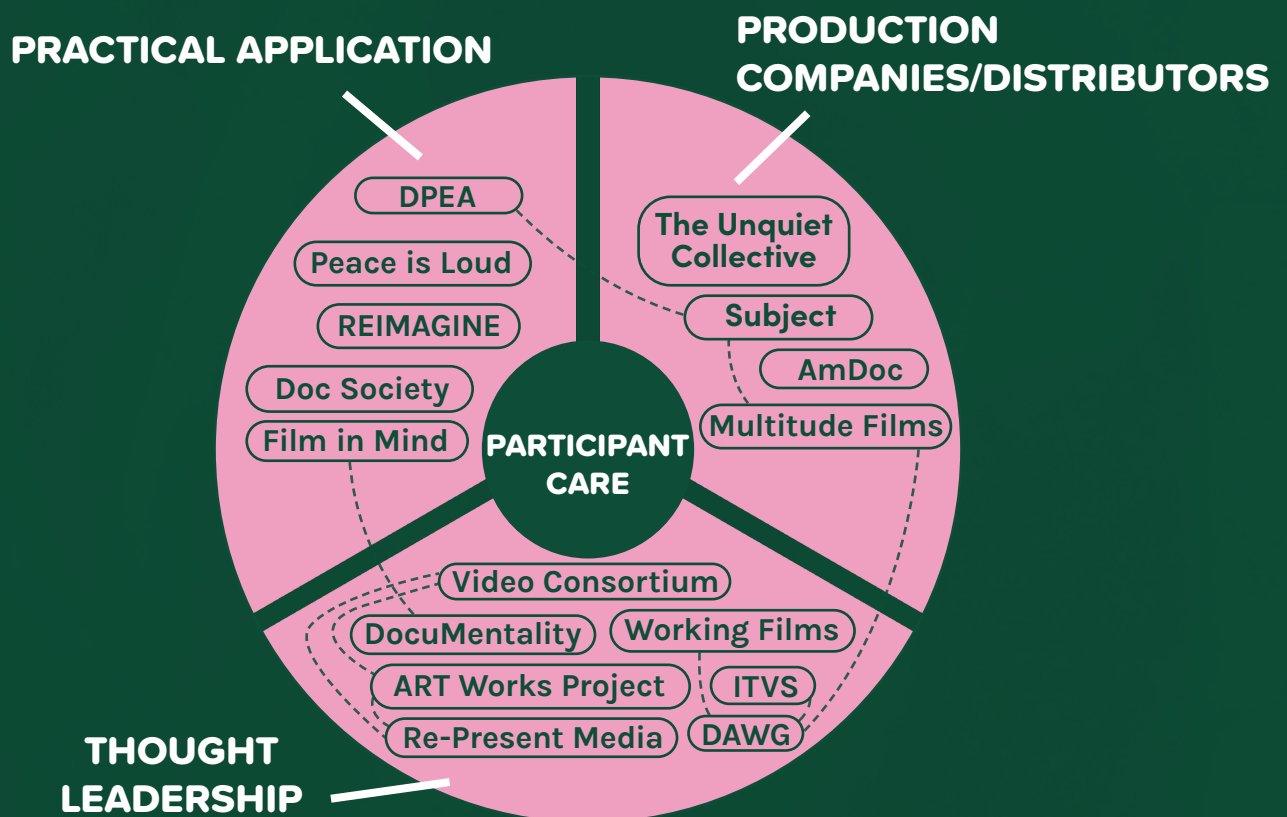 PRACTICAL APPLICATION
PRODUCTION
COMPANIES/DISTRIBUTORS
DPEA
Peace is Loud
REIMAGINE
Doc Society
Film in Mind
The Unquiet
Collective
Subject
AmDoc
Multitude Films
PARTICIPANT
CARE
Video Consortium
DocuMentality
Working Films
ART Works Project
ITVS
Re-Present Media
DAWG
THOUGHT
LEADERSHIP